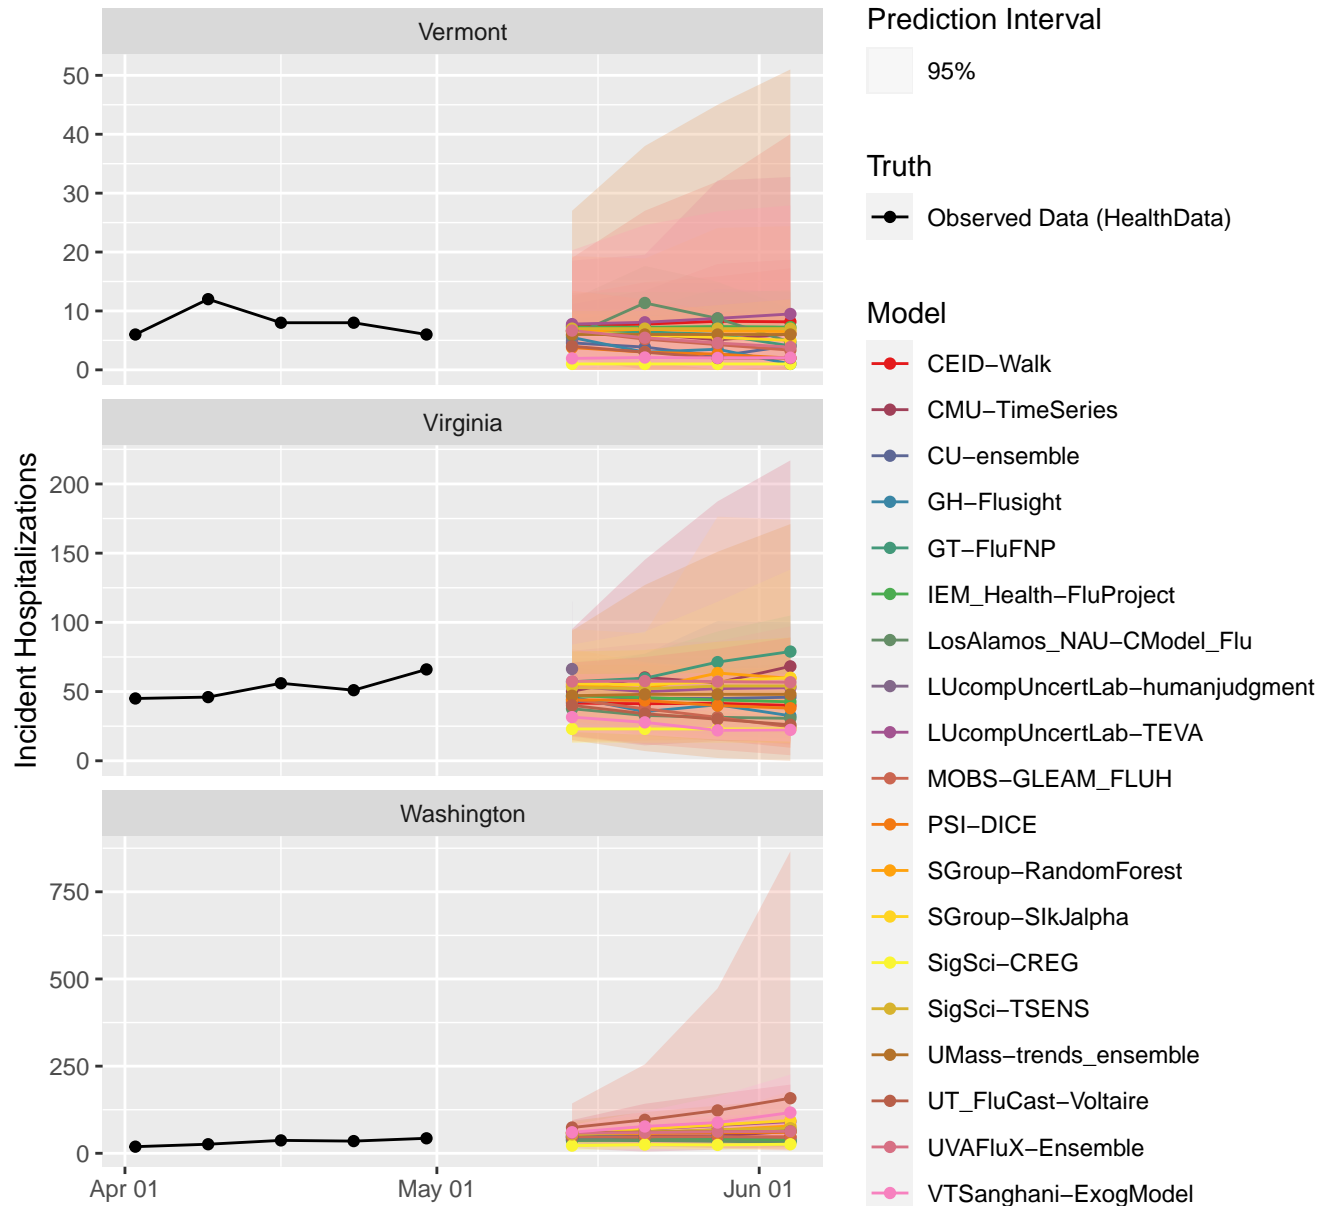 Vermont
50
40
30
20
10
0
Virginia
200
150
100
50
0
Washington
750
500
250
0
Apr 01
May 01
Jun 01
Incident Hospitalizations
Prediction Interval
95%
Truth
Observed Data (HealthData)
Model
CEID−Walk
CMU−TimeSeries
CU−ensemble
GH−Flusight
GT−FluFNP
IEM_Health−FluProject
LosAlamos_NAU−CModel_Flu
LUcompUncertLab−humanjudgment
LUcompUncertLab−TEVA
MOBS−GLEAM_FLUH
PSI−DICE
SGroup−RandomForest
SGroup−SIkJalpha
SigSci−CREG
SigSci−TSENS
UMass−trends_ensemble
UT_FluCast−Voltaire
UVAFluX−Ensemble
VTSanghani−ExogModel